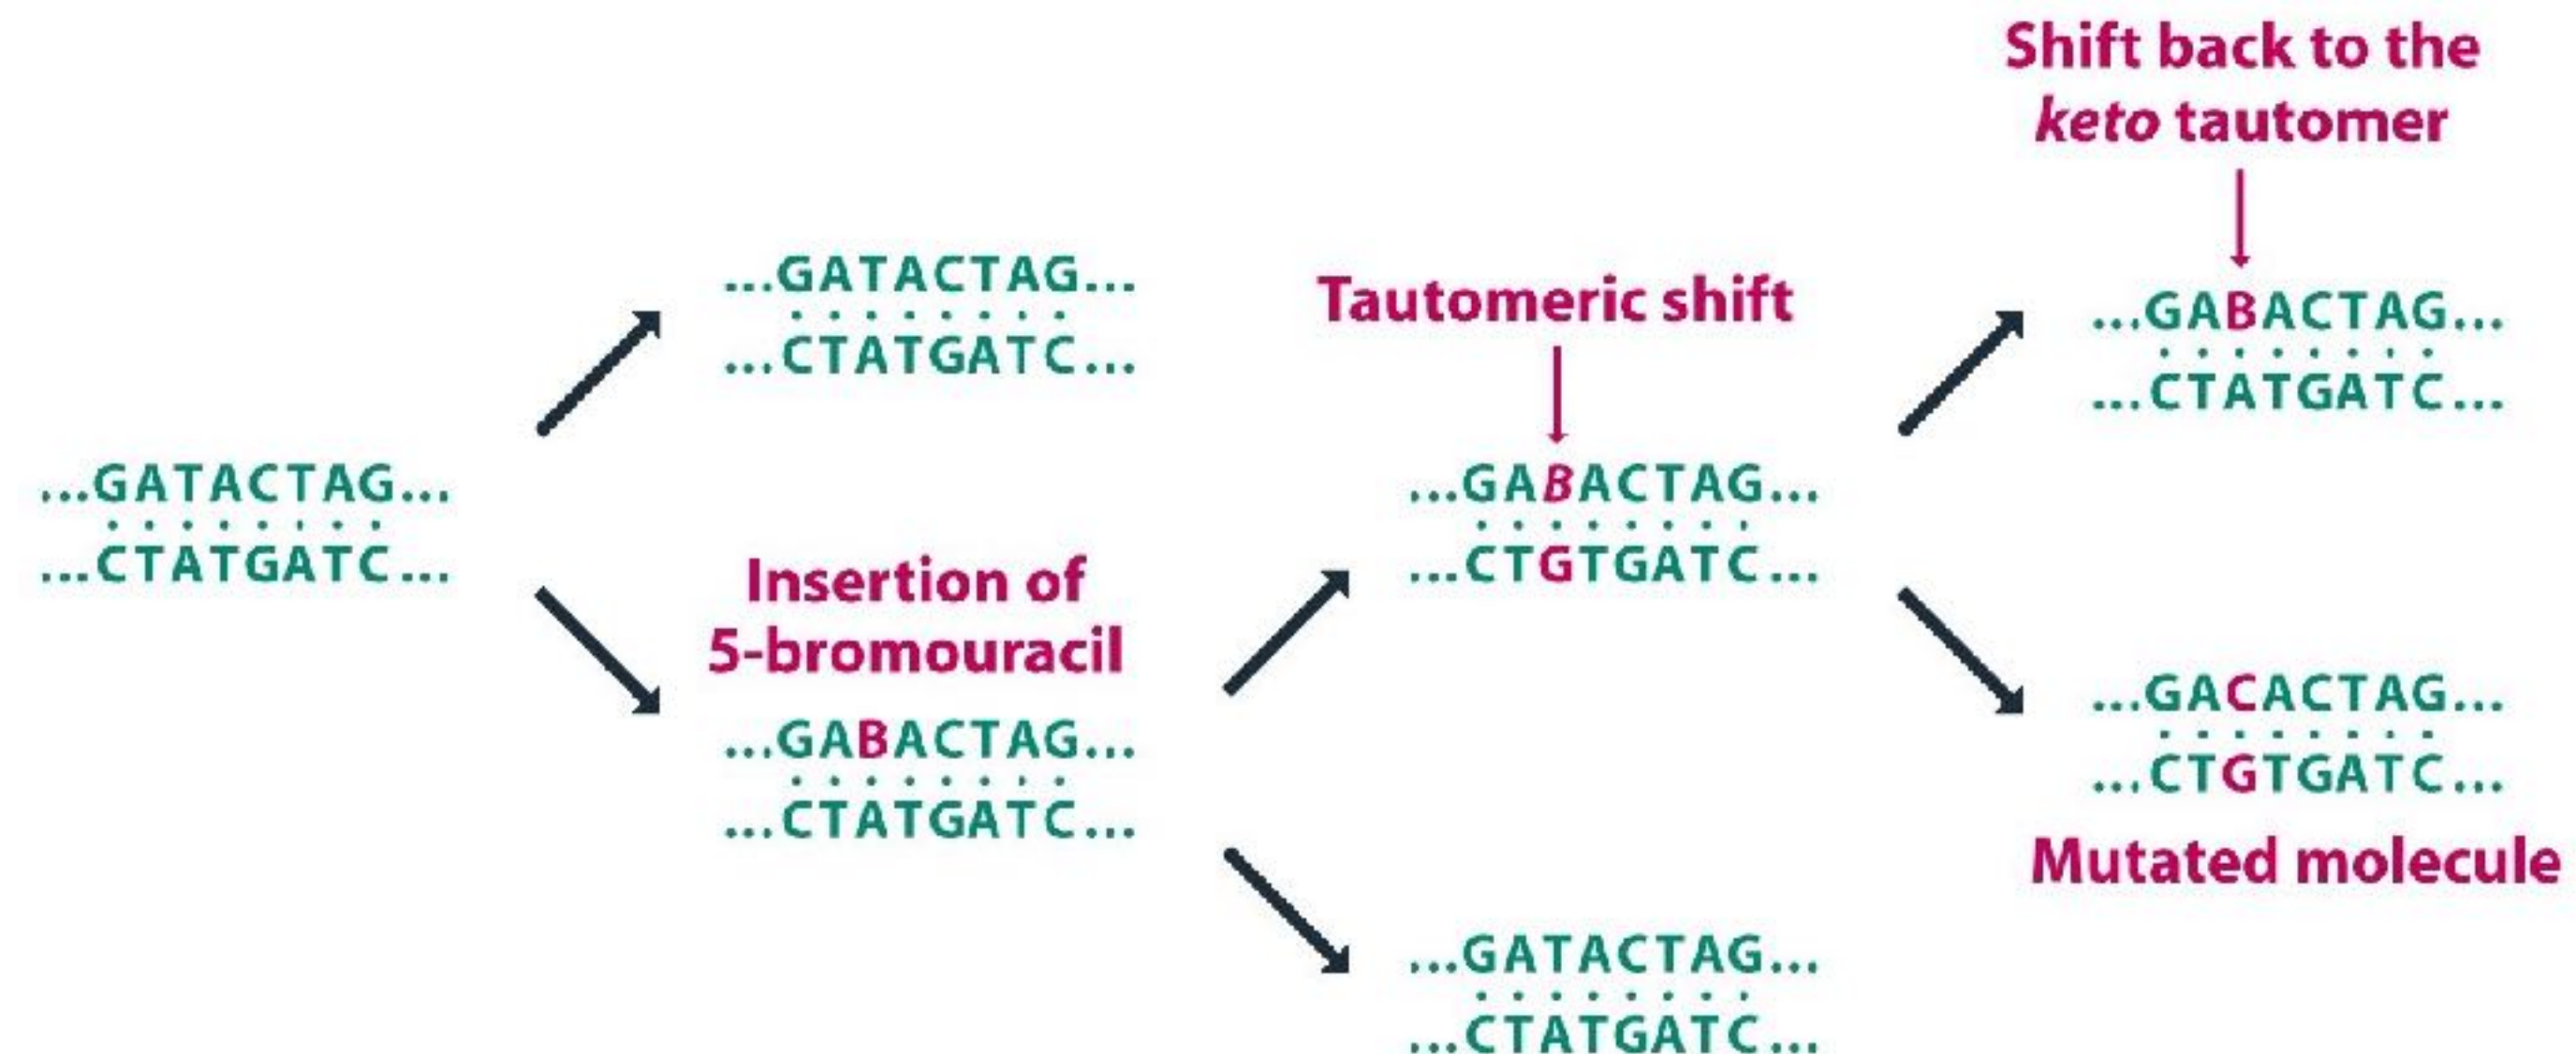 ...GATACTAG...
...CTATGATC...
...GATACTAG...
...CTATGATC...
Insertion of
5-bromouracil
...GABACTAG...
...CTATGATC...
Tautomeric shift
...GABACTAG...
...CTGTGATC...
...GATACTAG...
...CTATGATC...
Shift back to the
keto tautomer
...GABACTAG...
...CTATGATC...
...GACACTAG...
...CTGTGATC...
Mutated molecule